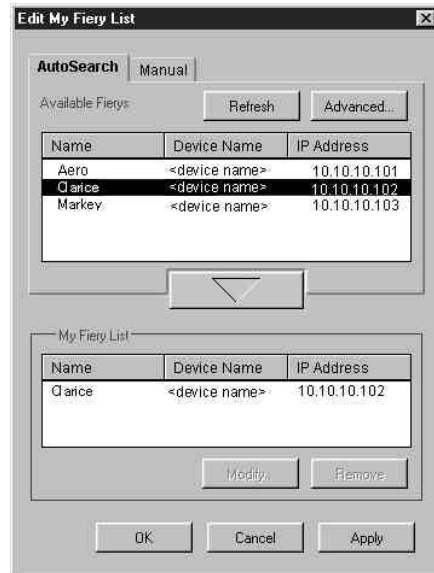 Edit My Fiery List
AutoSearch Manual
Available Fierys Refresh Advanced...
Name Device Name IP Address
Aero <device name> 10.10.10.101
Clarice <device name> 10.10.10.102
Markey <device name> 10.10.10.103
My Fiery List
Name Device Name IP Address
Clarice <device name> 10.10.10.102
Modify.. Remove
OK Cancel Apply